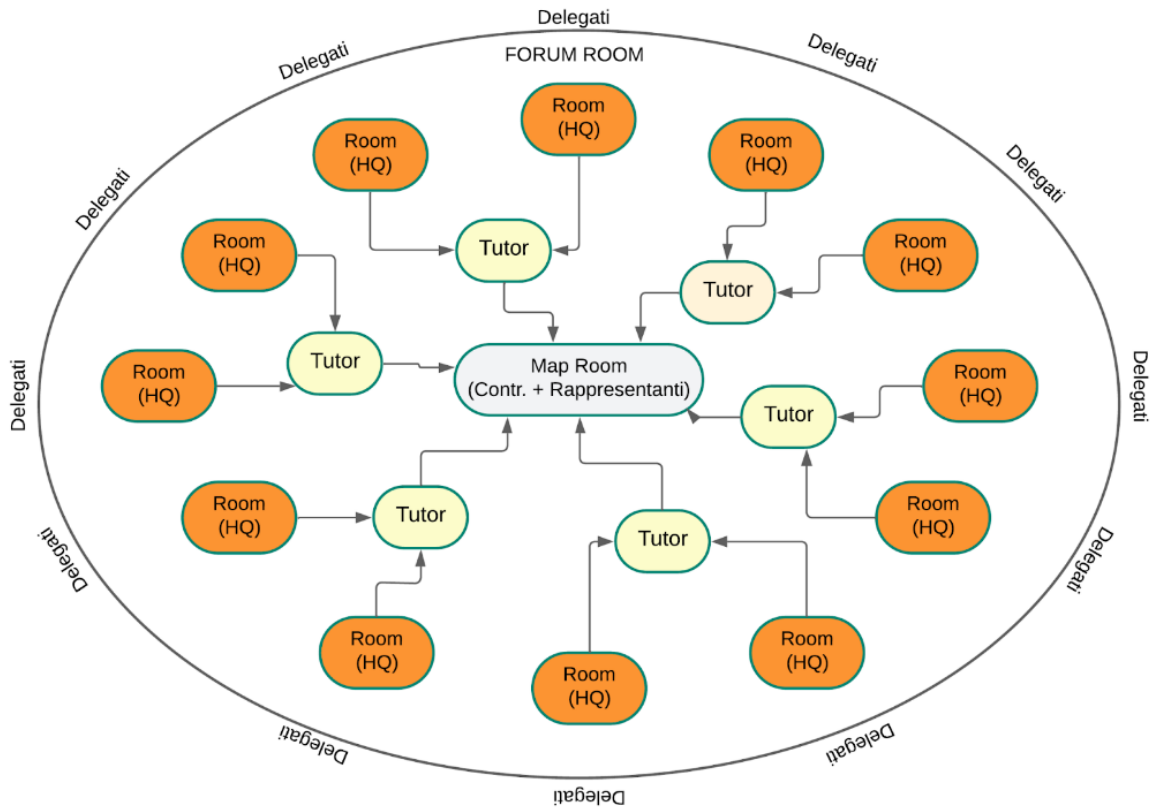 Delegati
Delegati
Delegati
FORUM ROOM
Room
(HQ)
Room
(HQ)
Room
(HQ)
Delegati
Delegati
Room
(HQ)
Tutor
Room
(HQ)
Tutor
Tutor
Map Room
(Contr. + Rappresentanti)
Room
(HQ)
Room
(HQ)
Delegati
Delegati
Tutor
Room
(HQ)
Tutor
Room
(HQ)
Tutor
Delegati
Delegati
Room
(HQ)
Room
(HQ)
Room
(HQ)
Delegati
Delegati
Delegati